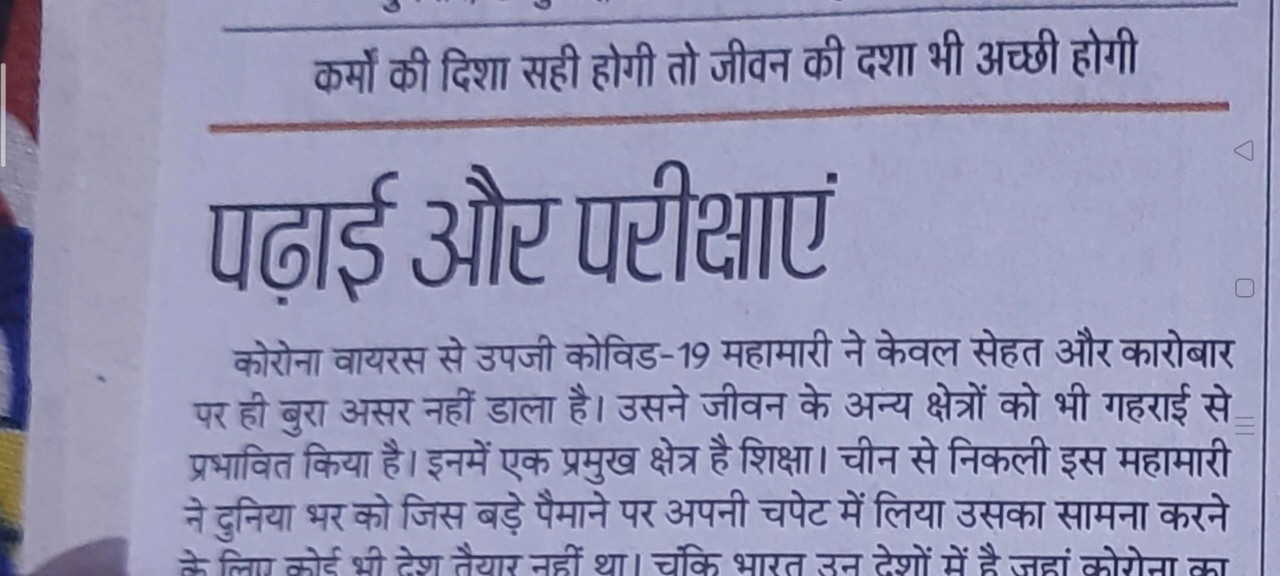 कर्मों की दिशा सही होगी तो जीवन की दशा भी अच्छी होगी
पढ़ाई और परीक्षाएं
कोरोना वायरस से उपजी कोविड-19 महामारी ने केवल सेहत और कारोबार
पर ही बुरा असर नहीं डाला है। उसने जीवन के अन्य क्षेत्रों को भी गहराई से
प्रभावित किया है। इनमें एक प्रमुख क्षेत्र है शिक्षा। चीन से निकली इस महामारी
ने दुनिया भर को जिस बड़े पैमाने पर अपनी चपेट में लिया उसका सामना करने
के लिए कोई भी देश तैयार नहीं था। चूंकि भारत उन देशों में है जहां कोरोना का